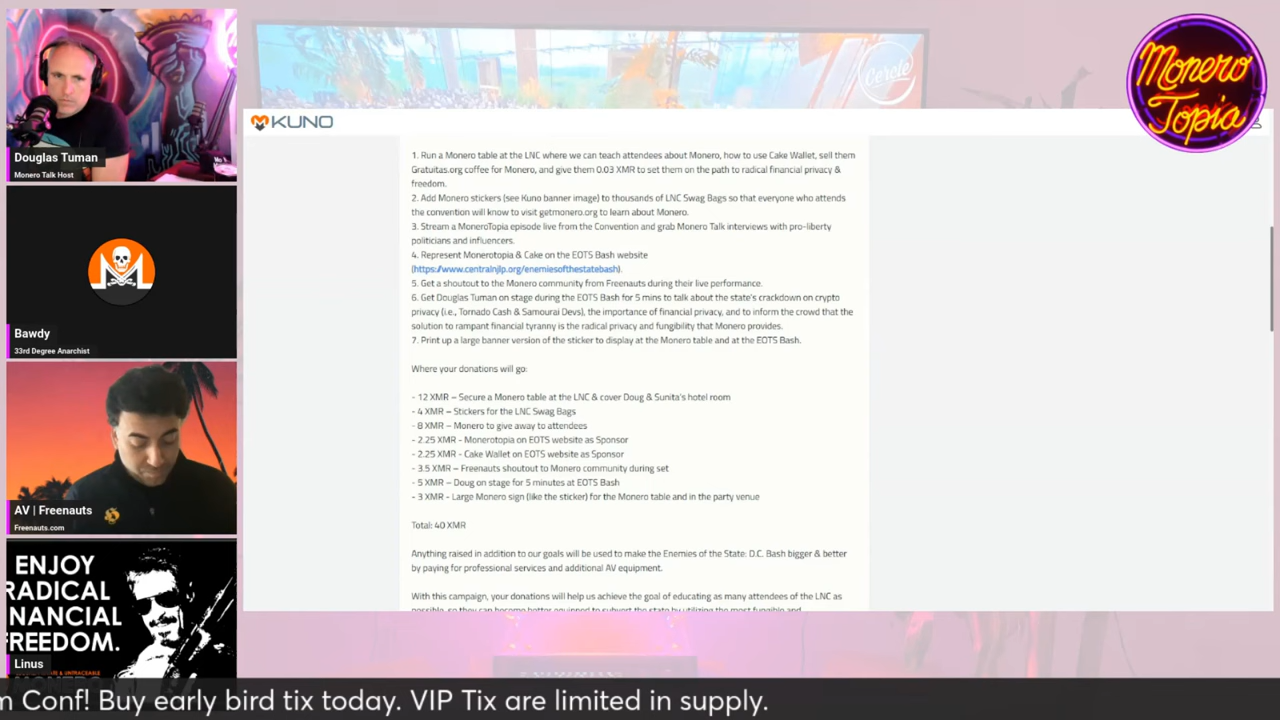 Douglas Tuman
Monero Talk Host
Bawdy
33rd Degree Anarchist
AV | Freenauts
Freenauts.com
ENJOY
RADICAL
FINANCIAL
FREEDOM.
Linus
Cercle
Monero
Topia
KUNO
1. Run a Monero table at the LNC where we can teach attendees about Monero, how to use Cake Wallet, sell them
Gratuitas.org coffee for Monero, and give them 0.03 XMR to set them on the path to radical financial privacy &
freedom.
2. Add Monero stickers (see Kuno banner image) to thousands of LNC Swag Bags so that everyone who attends
the convention will know to visit getmonero.org to learn about Monero.
3. Stream a MoneroTopia episode live from the Convention and grab Monero Talk interviews with pro-liberty
politicians and influencers.
4. Represent Monerotopia & Cake on the EOTS Bash website
(https://www.centralnjlp.org/enemiesofthestatebash).
5. Get a shoutout to the Monero community from Freenauts during their live performance.
6. Get Douglas Tuman on stage during the EOTS Bash for 5 mins to talk about the state's crackdown on crypto
privacy (i.e., Tornado Cash & Samourai Devs), the importance of financial privacy, and to inform the crowd that the
solution to rampant financial tyranny is the radical privacy and fungibility that Monero provides.
7. Print up a large banner version of the sticker to display at the Monero table and at the EOTS Bash.
Where your donations will go:
- 12 XMR – Secure a Monero table at the LNC & cover Doug & Sunita's hotel room
- 4 XMR – Stickers for the LNC Swag Bags
- 8 XMR – Monero to give away to attendees
- 2.25 XMR - Monerotopia on EOTS website as Sponsor
- 2.25 XMR - Cake Wallet on EOTS website as Sponsor
- 3.5 XMR – Freenauts shoutout to Monero community during set
- 5 XMR – Doug on stage for 5 minutes at EOTS Bash
- 3 XMR - Large Monero sign (like the sticker) for the Monero table and in the party venue
Total: 40 XMR
Anything raised in addition to our goals will be used to make the Enemies of the State: D.C. Bash bigger & better
by paying for professional services and additional AV equipment.
With this campaign, your donations will help us achieve the goal of educating as many attendees of the LNC as
possible, so they can become better equipped to subvert the state by utilizing the most fungible and
m Conf! Buy early bird tix today. VIP Tix are limited in supply.